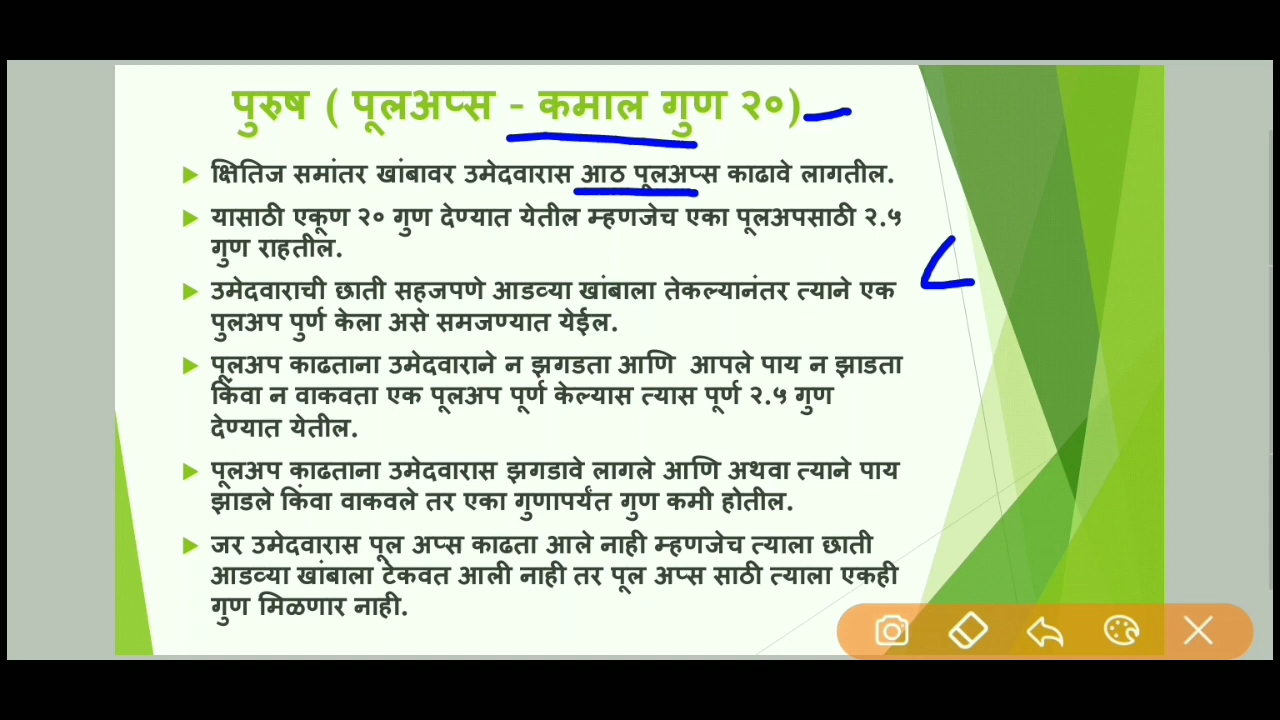 पुरुष ( पूलअप्स - कमाल गुण २०)
क्षितिज समांतर खांबावर उमेदवारास आठ पूलअप्स काढावे लागतील.
यासाठी एकूण २० गुण देण्यात येतील म्हणजेच एका पूलअपसाठी २.५
गुण राहतील.
उमेदवाराची छाती सहजपणे आडव्या खांबाला तेकल्यानंतर त्याने एक
पुलअप पुर्ण केला असे समजण्यात येईल.
पूलअप काढताना उमेदवाराने न झगडता आणि आपले पाय न झाडता
किंवा न वाकवता एक पूलअप पूर्ण केल्यास त्यास पूर्ण २.५ गुण
देण्यात येतील.
पूलअप काढताना उमेदवारास झगडावे लागले आणि अथवा त्याने पाय
झाडले किंवा वाकवले तर एका गुणापर्यंत गुण कमी होतील.
जर उमेदवारास पूल अप्स काढता आले नाही म्हणजेच त्याला छाती
आडव्या खांबाला टेकवत आली नाही तर पूल अप्स साठी त्याला एकही
गुण मिळणार नाही.